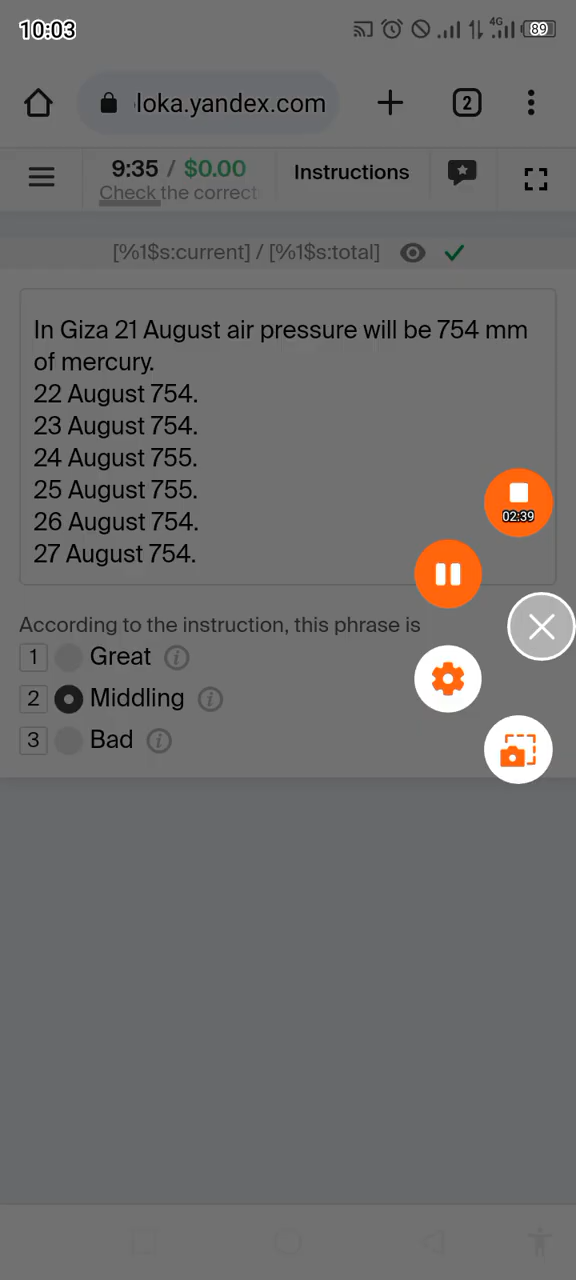 10:03
4G
89
loka.yandex.com
2
9:35 / $0.00
Check the correct
Instructions
[%1$s:current] / [%1$s:total]
In Giza 21 August air pressure will be 754 mm
of mercury.
22 August 754.
23 August 754.
24 August 755.
25 August 755.
26 August 754.
27 August 754.
02:39
According to the instruction, this phrase is
1 Great i
2 Middling i
3 Bad i